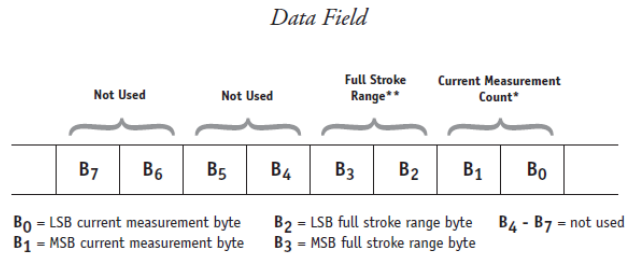 Data Field
Not Used
Not Used
Full Stroke
Range**
Current Measurement
Count*
B7 B6 B5 B4 B3 B2 B1 B0
B0 = LSB current measurement byte
B1 = MSB current measurement byte
B2 = LSB full stroke range byte
B3 = MSB full stroke range byte
B4 - B7 = not used